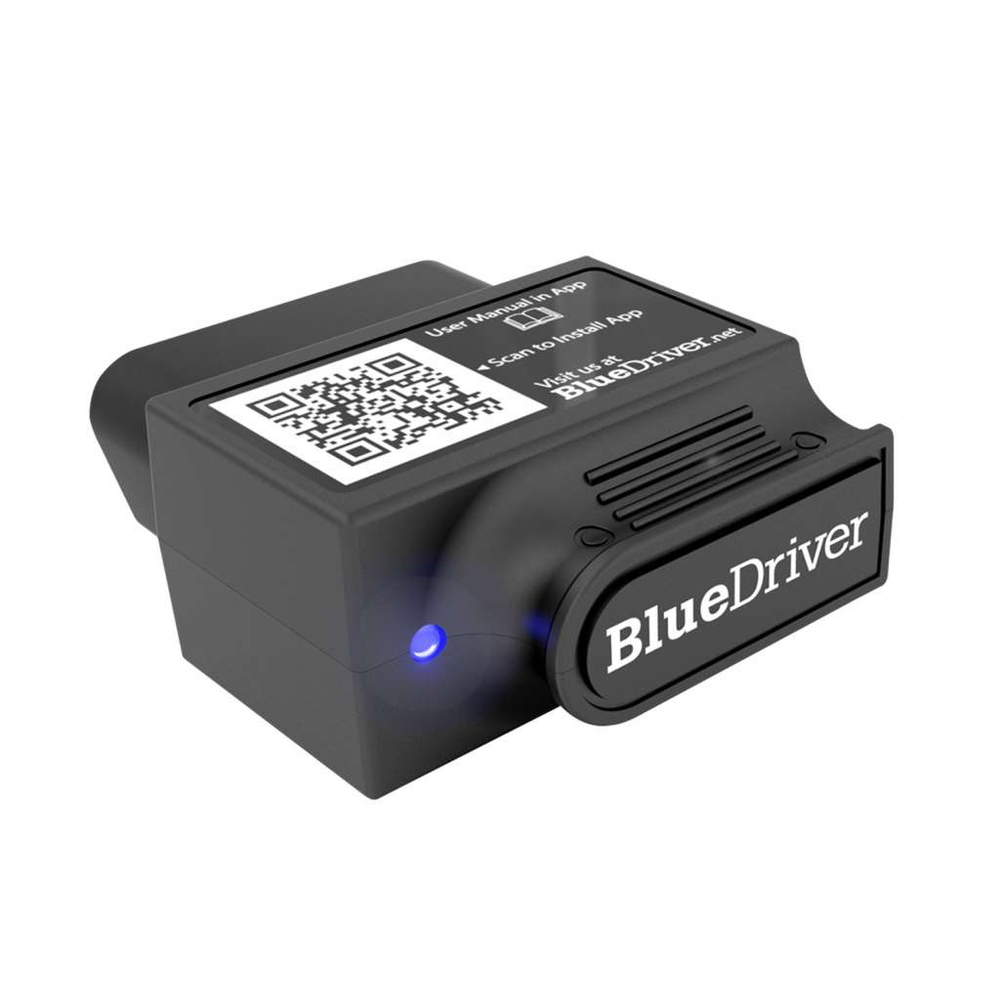 User Manual in App
Scan to Install App
Visit us at
BlueDriver.net
BlueDriver